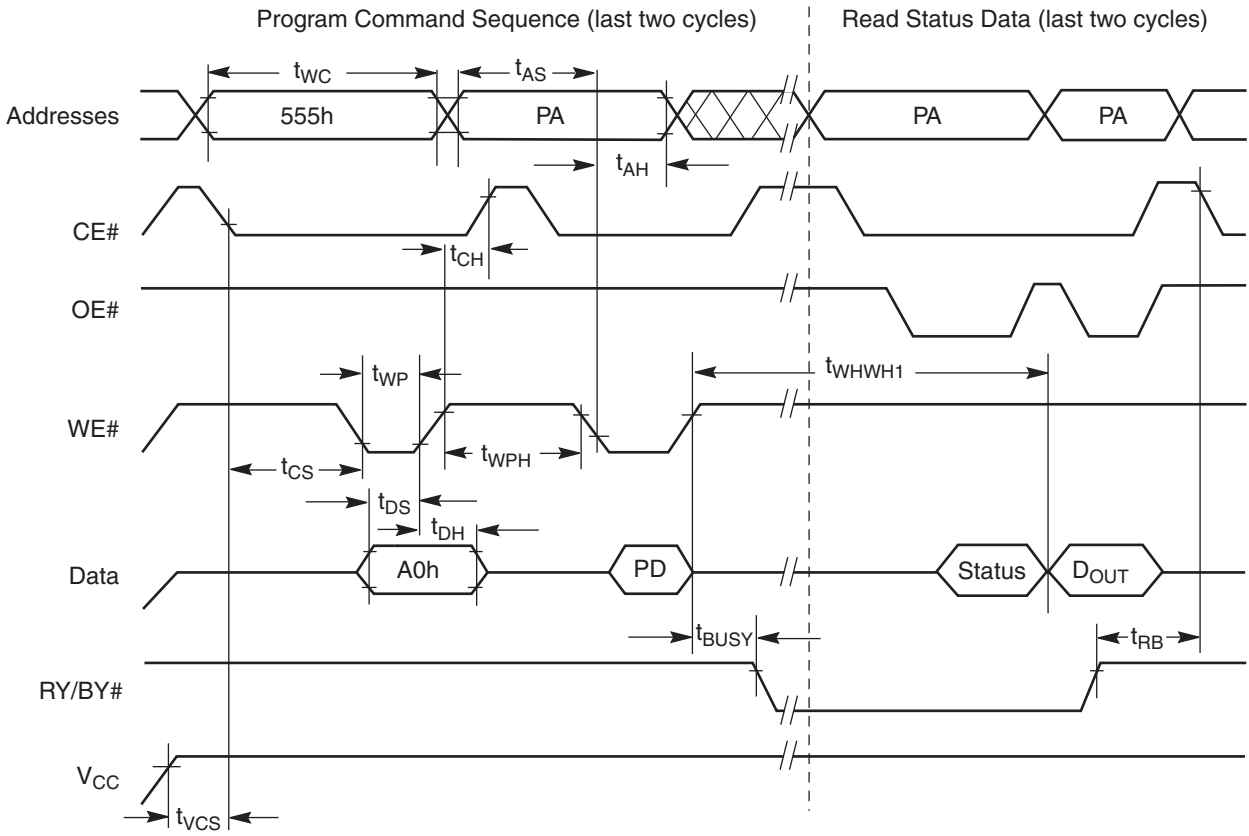 Program Command Sequence (last two cycles) Read Status Data (last two cycles)
tWC tAS
Addresses 555h PA PA PA
tAH
CE#
tCH
OE#
tWP tWHWH1
WE#
tCS tWPH
tDS
tDH
Data A0h PD Status DOUT
tBUSY tRB
RY/BY#
VCC
tVCS